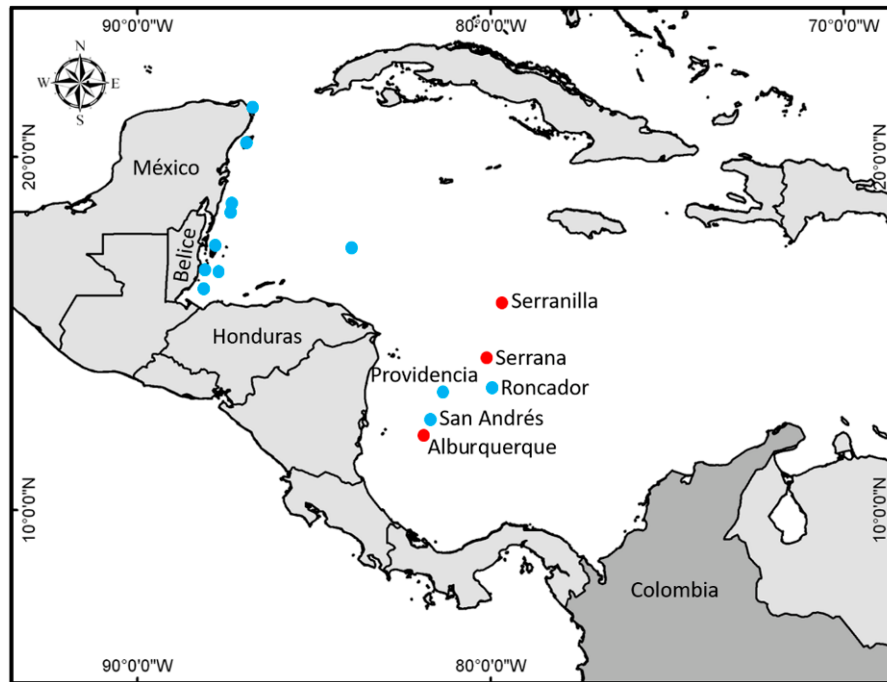 90°0'0"W 80°0'0"W 70°0'0"W
N
W E
S
20°0'0"N 20°0'0"N
México
Belice
Serranilla
Honduras
Serrana
Providencia
Roncador
San Andrés
Alburquerque
10°0'0"N 10°0'0"N
Colombia
90°0'0"W 80°0'0"W